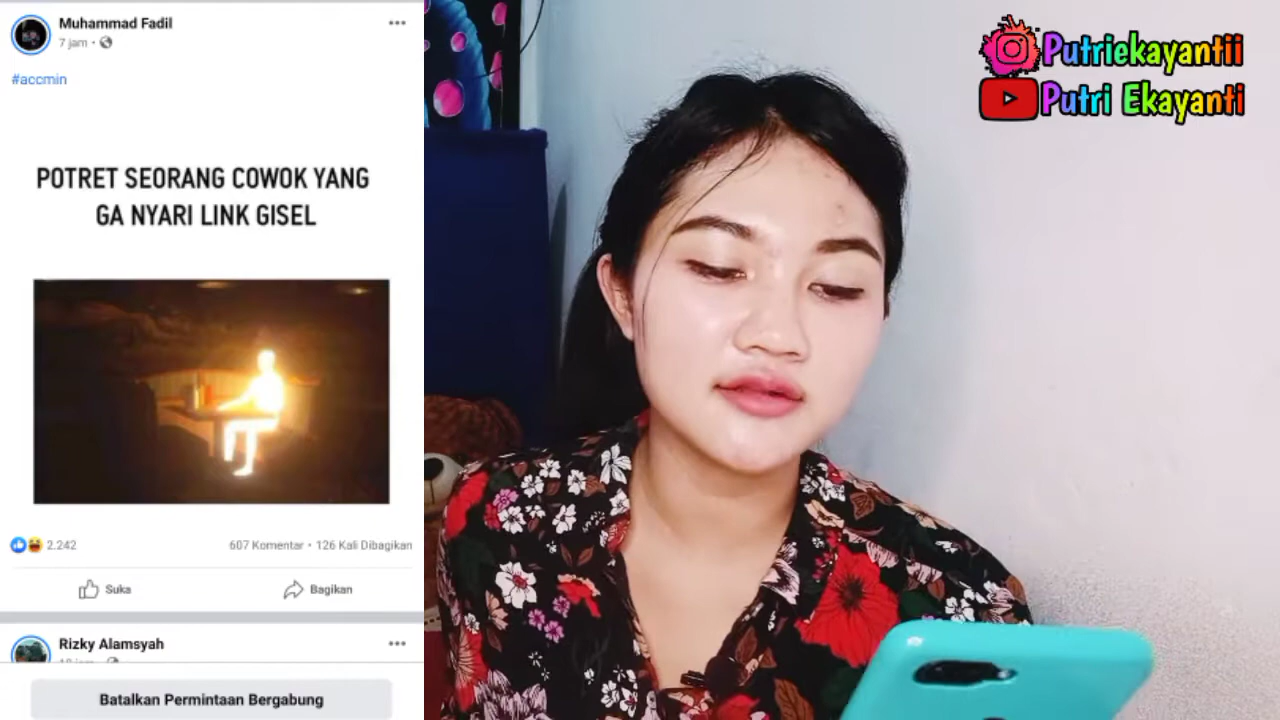 Muhammad Fadil
7 jam
#accmin
POTRET SEORANG COWOK YANG
GA NYARI LINK GISEL
2.242
607 Komentar • 126 Kali Dibagikan
Suka
Bagikan
Rizky Alamsyah
Batalkan Permintaan Bergabung
Putriekayantii
Putri Ekayanti